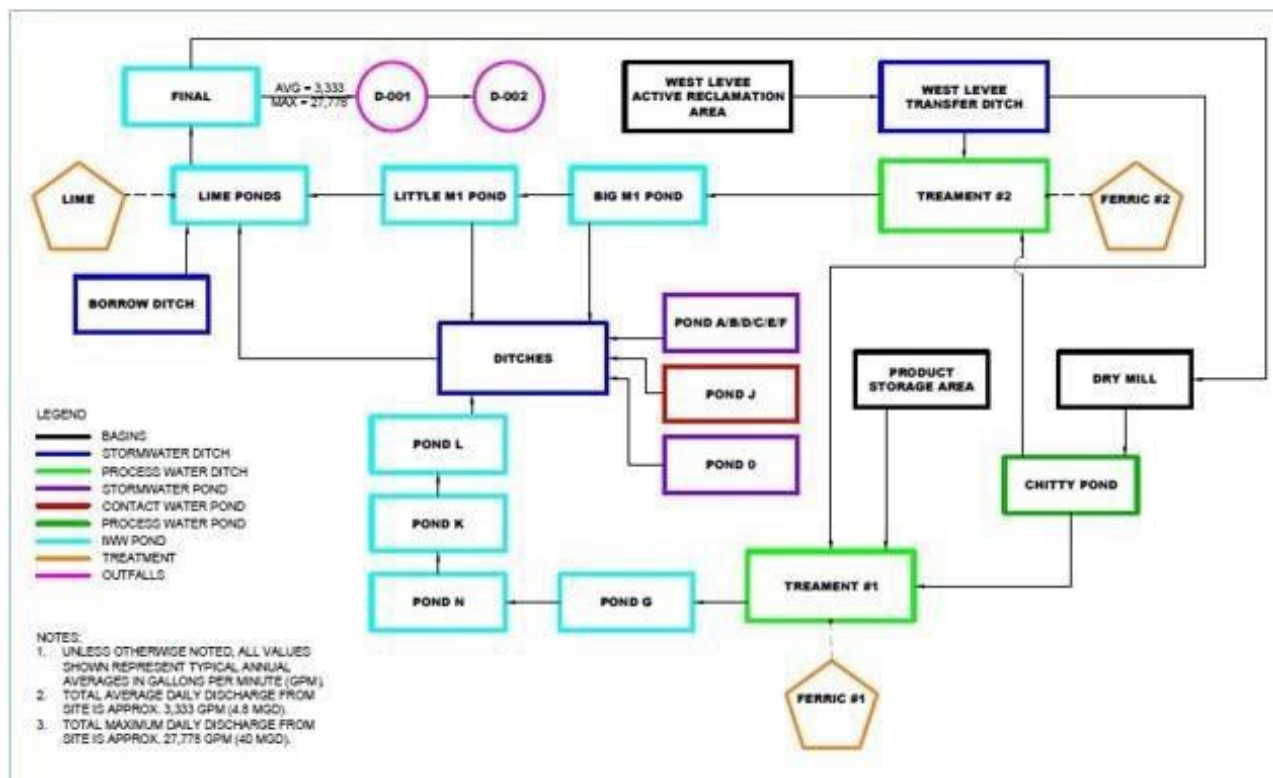 FINAL
AVG = 3,333
MAX = 27,778
D-001
D-002
WEST LEVEE
ACTIVE RECLAMATION
AREA
WEST LEVEE
TRANSFER DITCH
LIME
LIME PONDS
LITTLE M1 POND
BIG M1 POND
TREAMENT #2
FERRIC #2
BORROW DITCH
DITCHES
POND A/B/D/C/E/F
POND J
POND O
PRODUCT
STORAGE AREA
DRY MILL
CHITTY POND
POND L
POND K
POND N
POND G
TREAMENT #1
FERRIC #1
LEGEND
BASINS
STORMWATER DITCH
PROCESS WATER DITCH
STORMWATER POND
CONTACT WATER POND
PROCESS WATER POND
IWW POND
TREATMENT
OUTFALLS
NOTES:
1. UNLESS OTHERWISE NOTED, ALL VALUES
SHOWN REPRESENT TYPICAL ANNUAL
AVERAGES IN GALLONS PER MINUTE (GPM).
2. TOTAL AVERAGE DAILY DISCHARGE FROM
SITE IS APPROX. 3,333 GPM (4.8 MGD).
3. TOTAL MAXIMUM DAILY DISCHARGE FROM
SITE IS APPROX. 27,778 GPM (40 MGD).